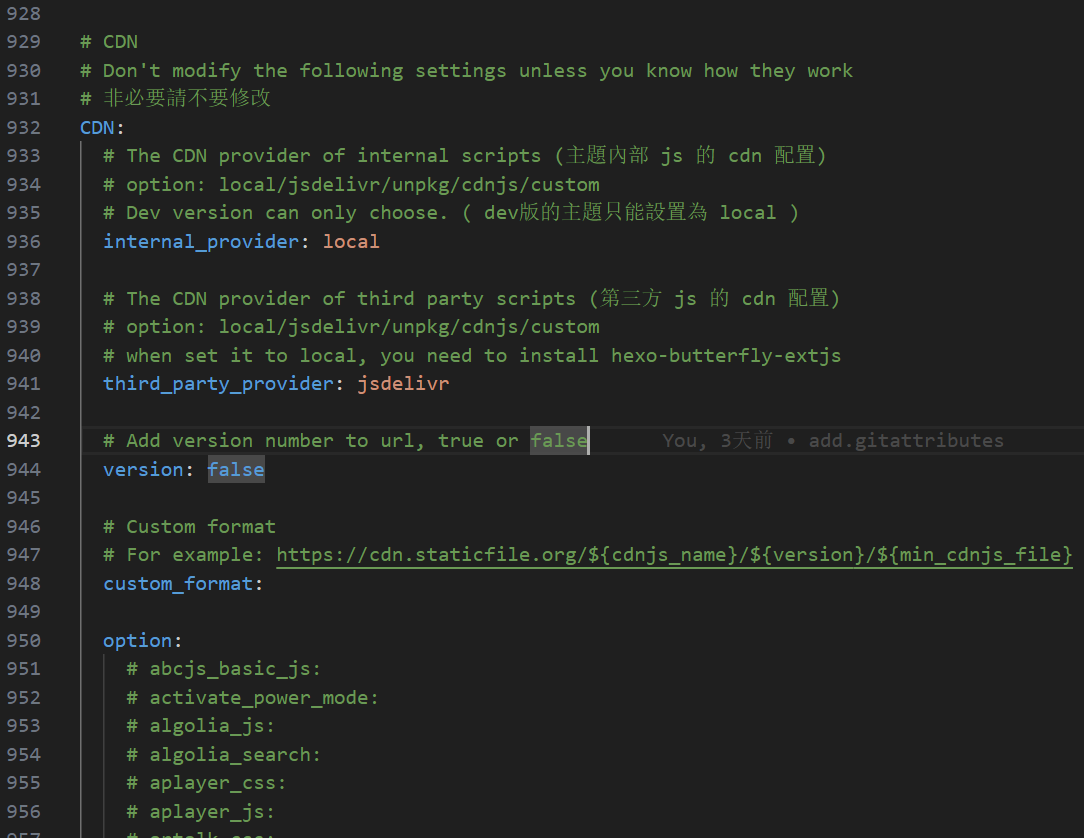 928
929 # CDN
930 # Don't modify the following settings unless you know how they work
931 # 非必要請不要修改
932 CDN:
933 # The CDN provider of internal scripts (主題內部 js 的 cdn 配置)
934 # option: local/jsdelivr/unpkg/cdnjs/custom
935 # Dev version can only choose. ( dev版的主題只能設置為 local )
936 internal_provider: local
937
938 # The CDN provider of third party scripts (第三方 js 的 cdn 配置)
939 # option: local/jsdelivr/unpkg/cdnjs/custom
940 # when set it to local, you need to install hexo-butterfly-extjs
941 third_party_provider: jsdelivr
942
943 # Add version number to url, true or false You, 3天前 • add.gitattributes
944 version: false
945
946 # Custom format
947 # For example: https://cdn.staticfile.org/${cdnjs_name}/${version}/${min_cdnjs_file}
948 custom_format:
949
950 option:
951 # abcjs_basic_js:
952 # activate_power_mode:
953 # algolia_js:
954 # algolia_search:
955 # aplayer_css:
956 # aplayer_js: